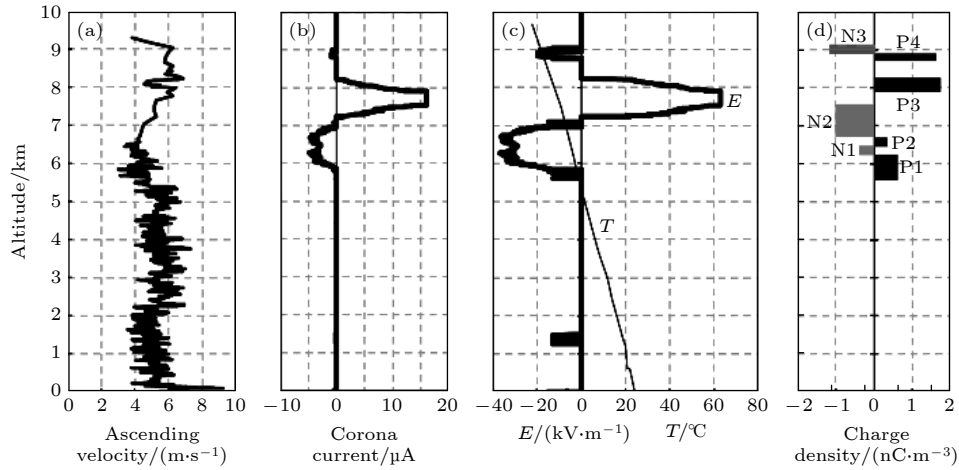 (a)
(b)
(c)
(d)
10
9
8
7
6
5
4
3
2
1
0
Altitude/km
E
T
N3
P4
P3
N2
P2
N1
P1
0 2 4 6 8 10
−10 0 10 20
−40 −20 0 20 40 60 80
−2 −1 0 1 2
Ascending
velocity/(m·s⁻¹)
Corona
current/μA
E/(kV·m⁻¹) T/℃
Charge
density/(nC·m⁻³)